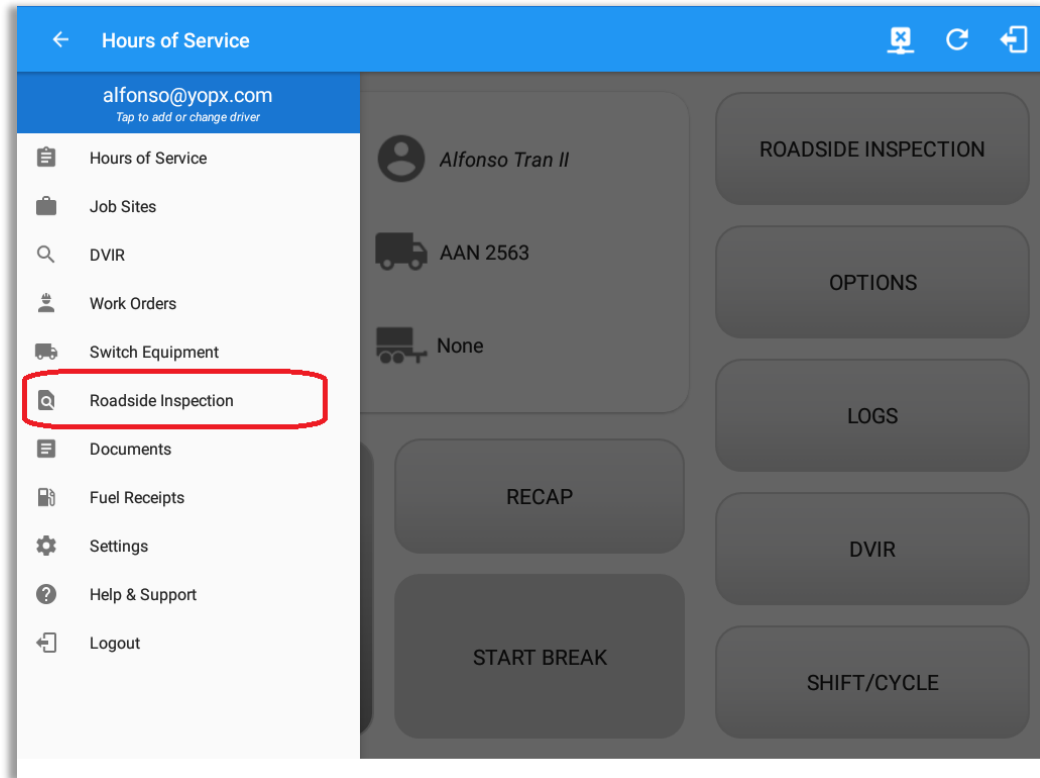 Hours of Service
alfonso@yopx.com
Tap to add or change driver
Hours of Service
Job Sites
DVIR
Work Orders
Switch Equipment
Roadside Inspection
Documents
Fuel Receipts
Settings
Help & Support
Logout
Alfonso Tran II
AAN 2563
None
RECAP
START BREAK
ROADSIDE INSPECTION
OPTIONS
LOGS
DVIR
SHIFT/CYCLE